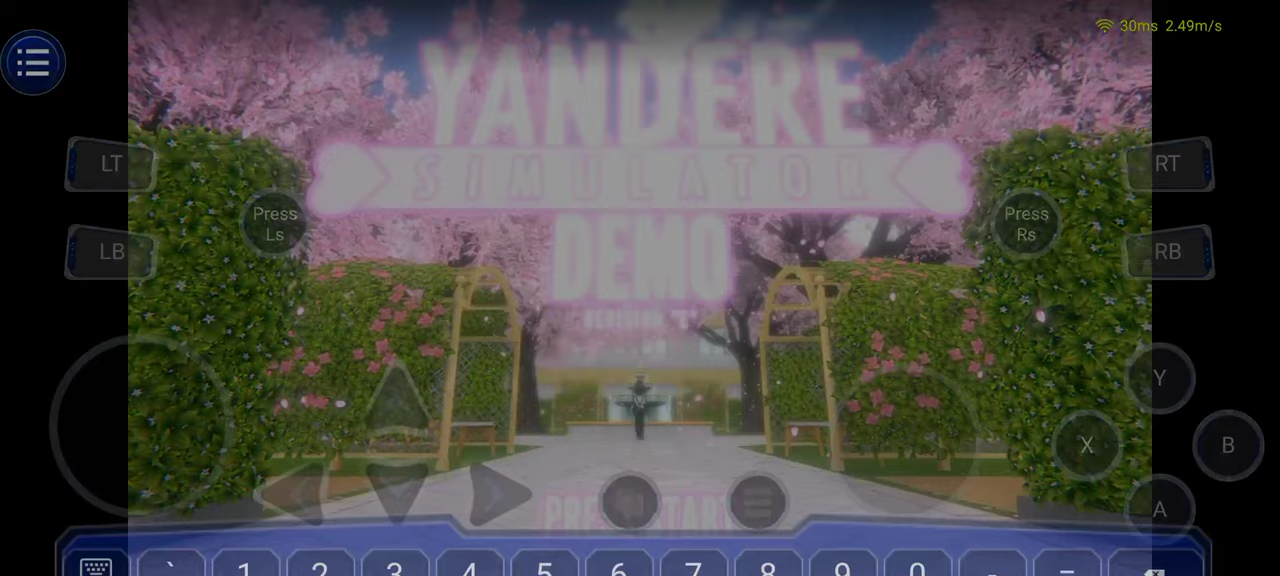 30ms 2.49m/s
YANDERE
SIMULATOR
DEMO
LT
RT
Press
Ls
Press
Rs
LB
RB
Y
X
B
A
` 1 2 3 4 5 6 7 8 9 0 - =